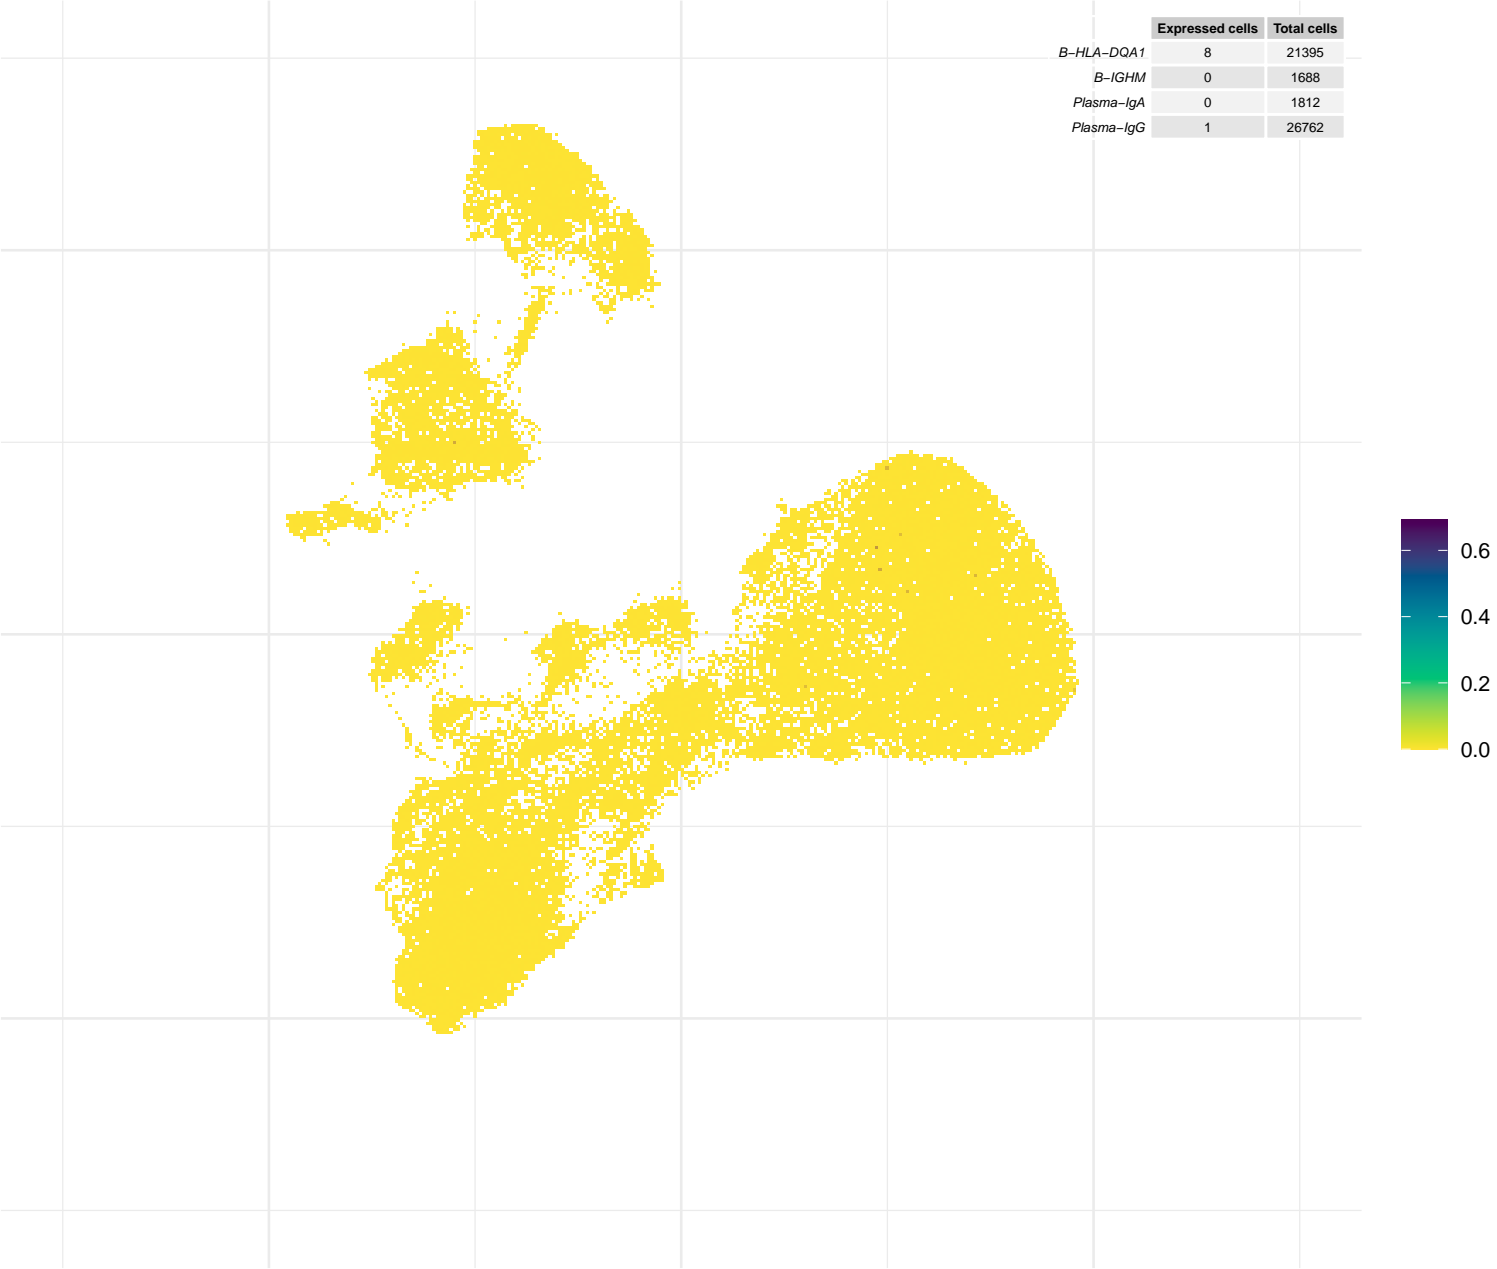 Expressed cells Total cells
B−HLA−DQA1 8 21395
B−IGHM 0 1688
Plasma−IgA 0 1812
Plasma−IgG 1 26762
0.6
0.4
0.2
0.0